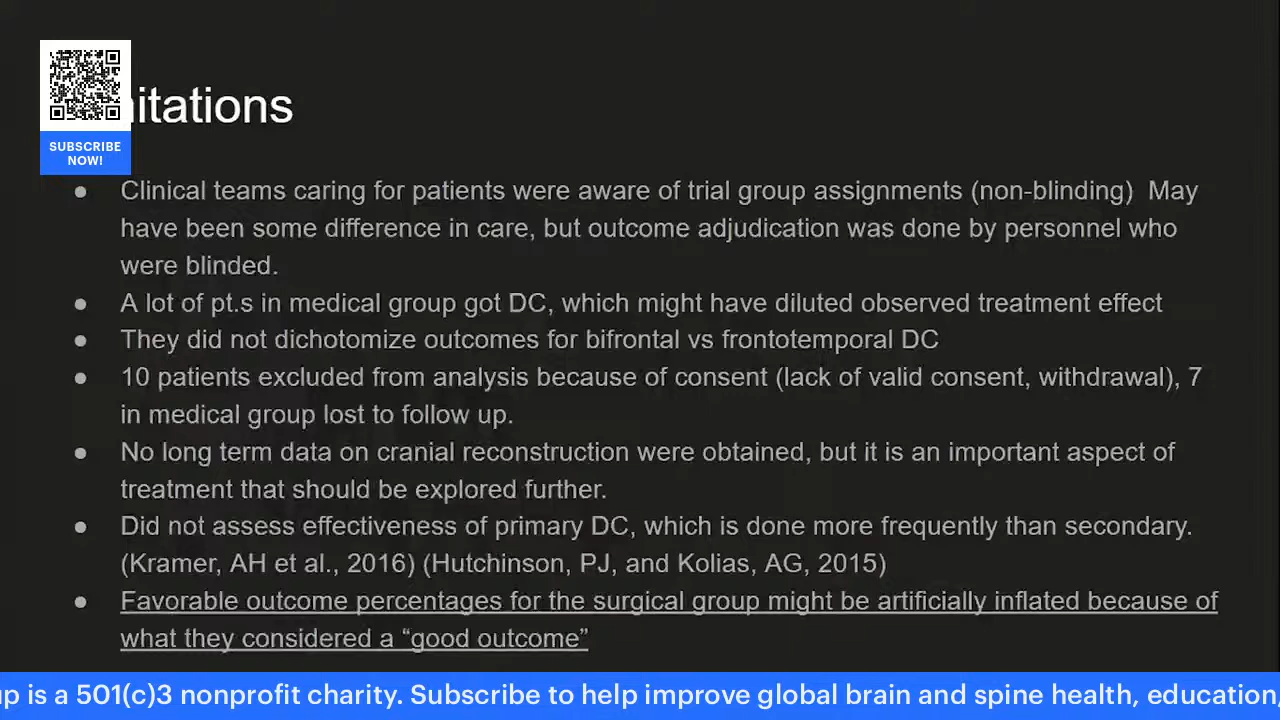 SUBSCRIBE
NOW!
itations
● Clinical teams caring for patients were aware of trial group assignments (non-blinding)  May
have been some difference in care, but outcome adjudication was done by personnel who
were blinded.
● A lot of pt.s in medical group got DC, which might have diluted observed treatment effect
● They did not dichotomize outcomes for bifrontal vs frontotemporal DC
● 10 patients excluded from analysis because of consent (lack of valid consent, withdrawal), 7
in medical group lost to follow up.
● No long term data on cranial reconstruction were obtained, but it is an important aspect of
treatment that should be explored further.
● Did not assess effectiveness of primary DC, which is done more frequently than secondary.
(Kramer, AH et al., 2016) (Hutchinson, PJ, and Kolias, AG, 2015)
● Favorable outcome percentages for the surgical group might be artificially inflated because of
what they considered a “good outcome”
up is a 501(c)3 nonprofit charity. Subscribe to help improve global brain and spine health, education,